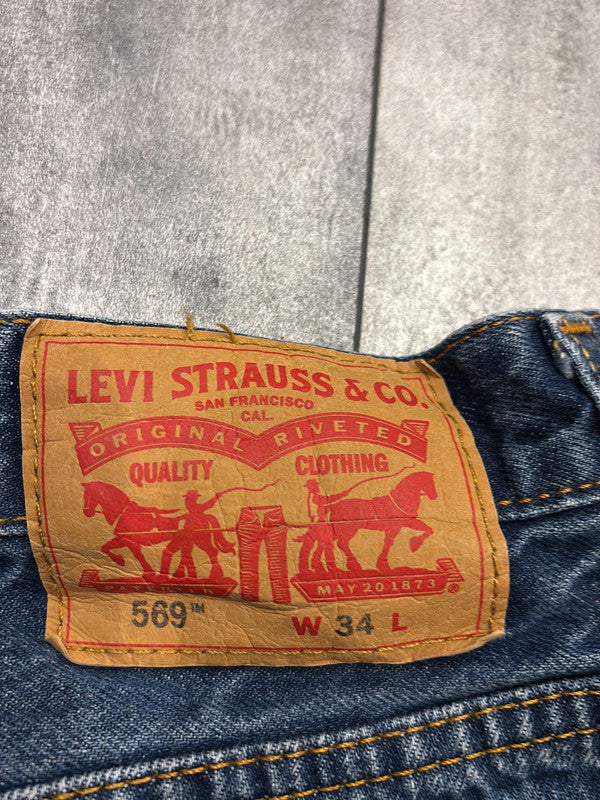 LEVI STRAUSS & CO.
SAN FRANCISCO
CAL.
ORIGINAL RIVETED
QUALITY CLOTHING
MAY 20 1873 ®
569™
W 34 L